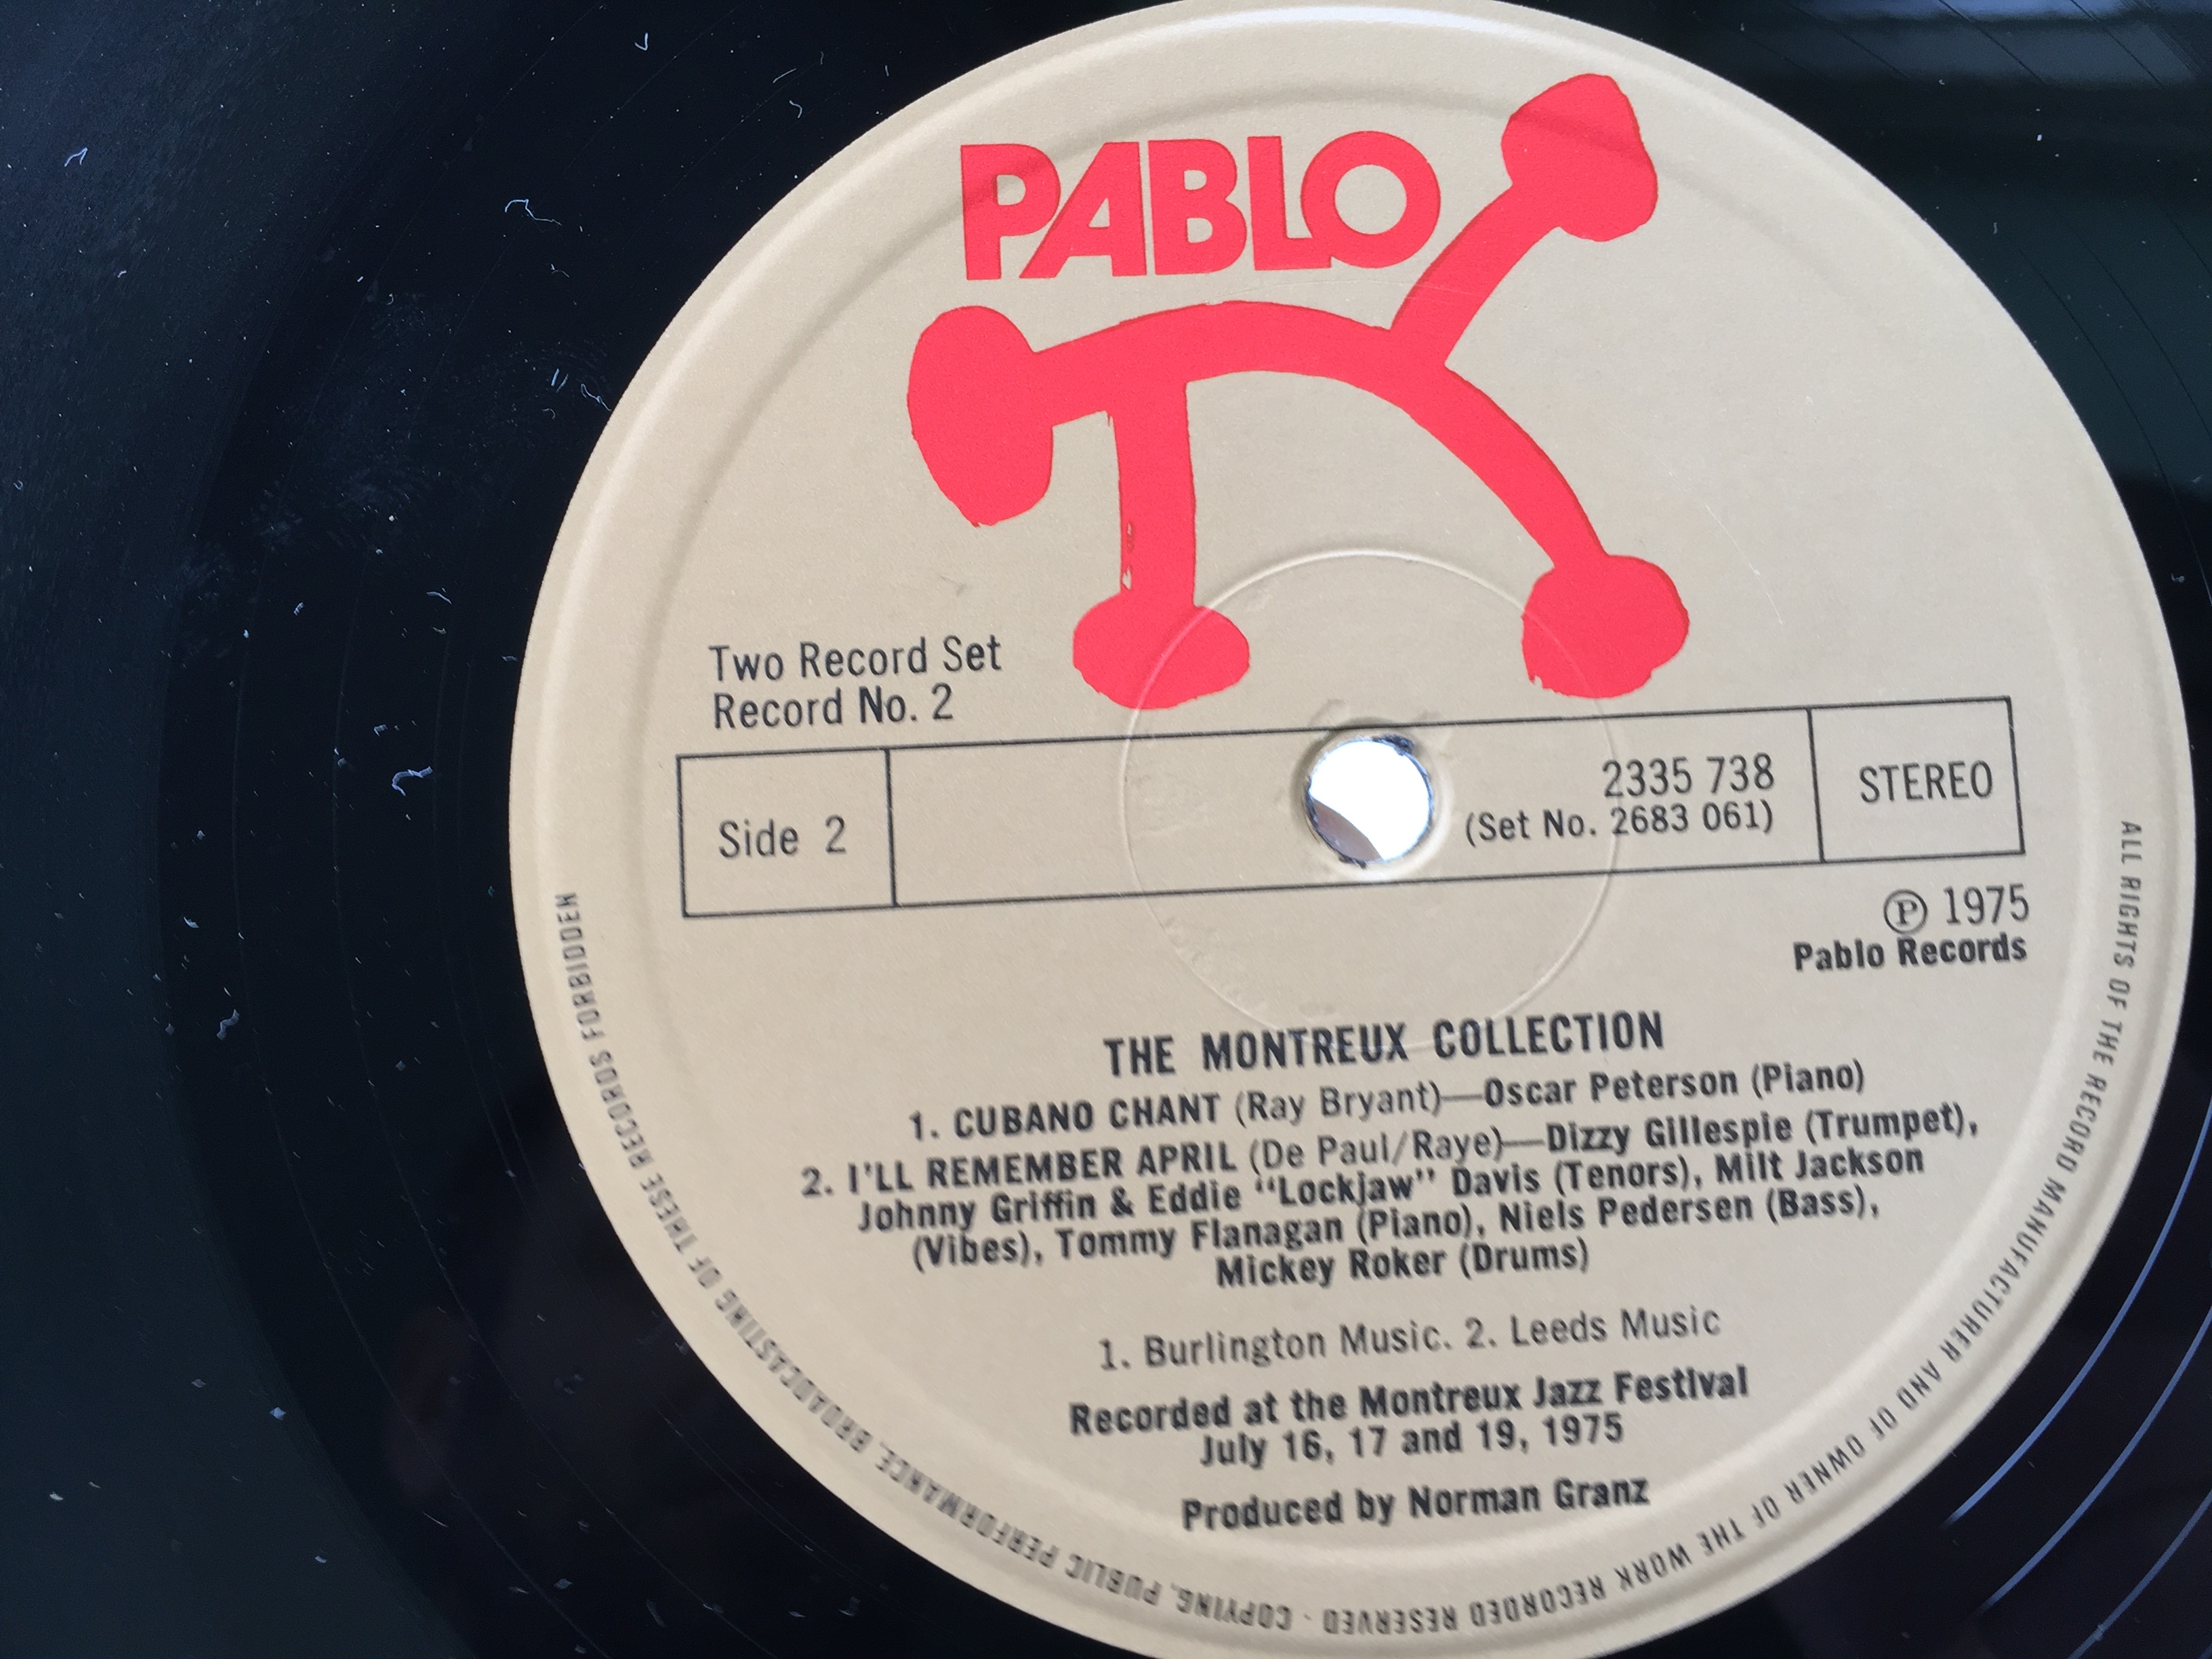 PABLO
Two Record Set
Record No. 2
Side 2
2335 738
(Set No. 2683 061)
STEREO
Ⓟ 1975
Pablo Records
THE MONTREUX COLLECTION
1. CUBANO CHANT (Ray Bryant)—Oscar Peterson (Piano)
2. I'LL REMEMBER APRIL (De Paul/Raye)—Dizzy Gillespie (Trumpet),
Johnny Griffin & Eddie “Lockjaw” Davis (Tenors), Milt Jackson
(Vibes), Tommy Flanagan (Piano), Niels Pedersen (Bass),
Mickey Roker (Drums)
1. Burlington Music. 2. Leeds Music
Recorded at the Montreux Jazz Festival
July 16, 17 and 19, 1975
Produced by Norman Granz
ALL RIGHTS OF THE RECORD MANUFACTURER AND OF OWNER OF THE WORK RECORDED RESERVED · COPYING, PUBLIC PERFORMANCE, BROADCASTING OF THESE RECORDS FORBIDDEN